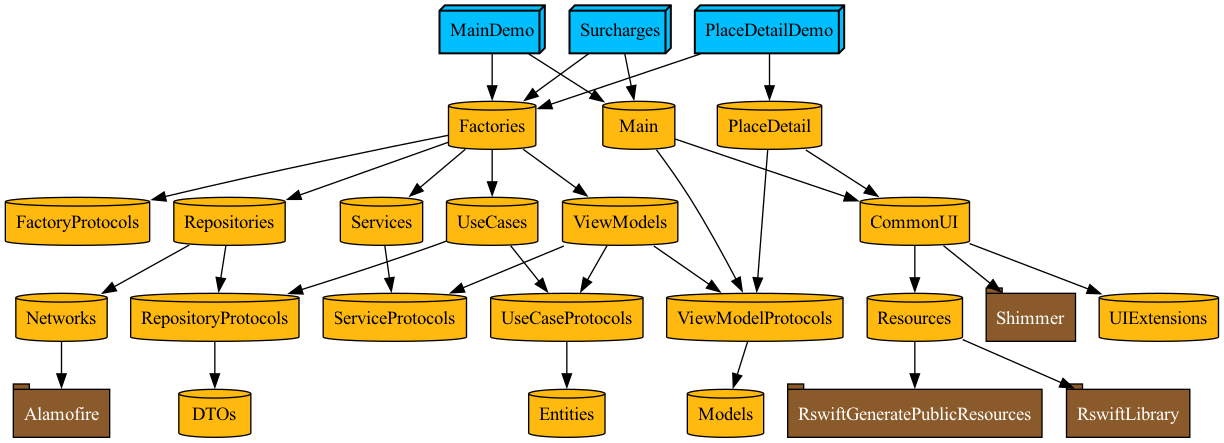 MainDemo
Surcharges
PlaceDetailDemo
Factories
Main
PlaceDetail
FactoryProtocols
Repositories
Services
UseCases
ViewModels
CommonUI
Networks
RepositoryProtocols
ServiceProtocols
UseCaseProtocols
ViewModelProtocols
Resources
Shimmer
UIExtensions
Alamofire
DTOs
Entities
Models
RswiftGeneratePublicResources
RswiftLibrary